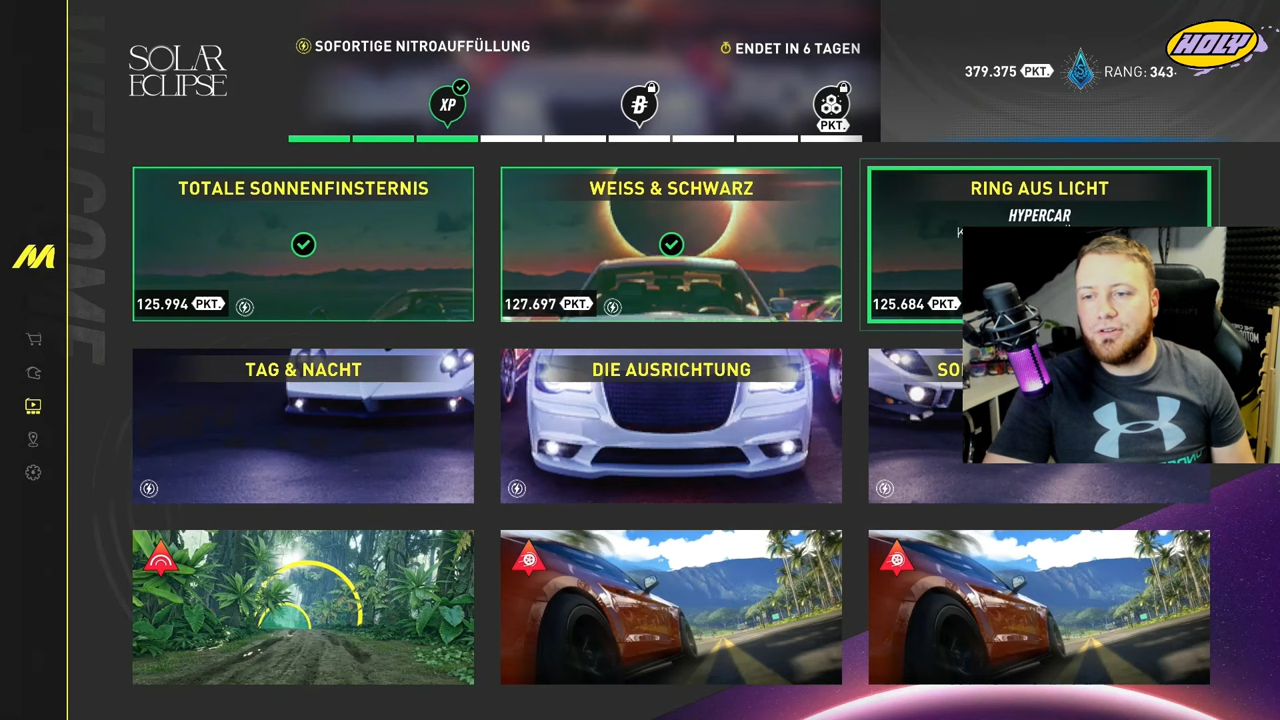 SOLAR
ECLIPSE
SOFORTIGE NITROAUFFÜLLUNG
ENDET IN 6 TAGEN
HOLY
379.375 PKT.
RANG: 343
XP
PKT.
TOTALE SONNENFINSTERNIS
125.994 PKT.
WEISS & SCHWARZ
127.697 PKT.
RING AUS LICHT
HYPERCAR
125.684 PKT.
TAG & NACHT
DIE AUSRICHTUNG
WELCOME